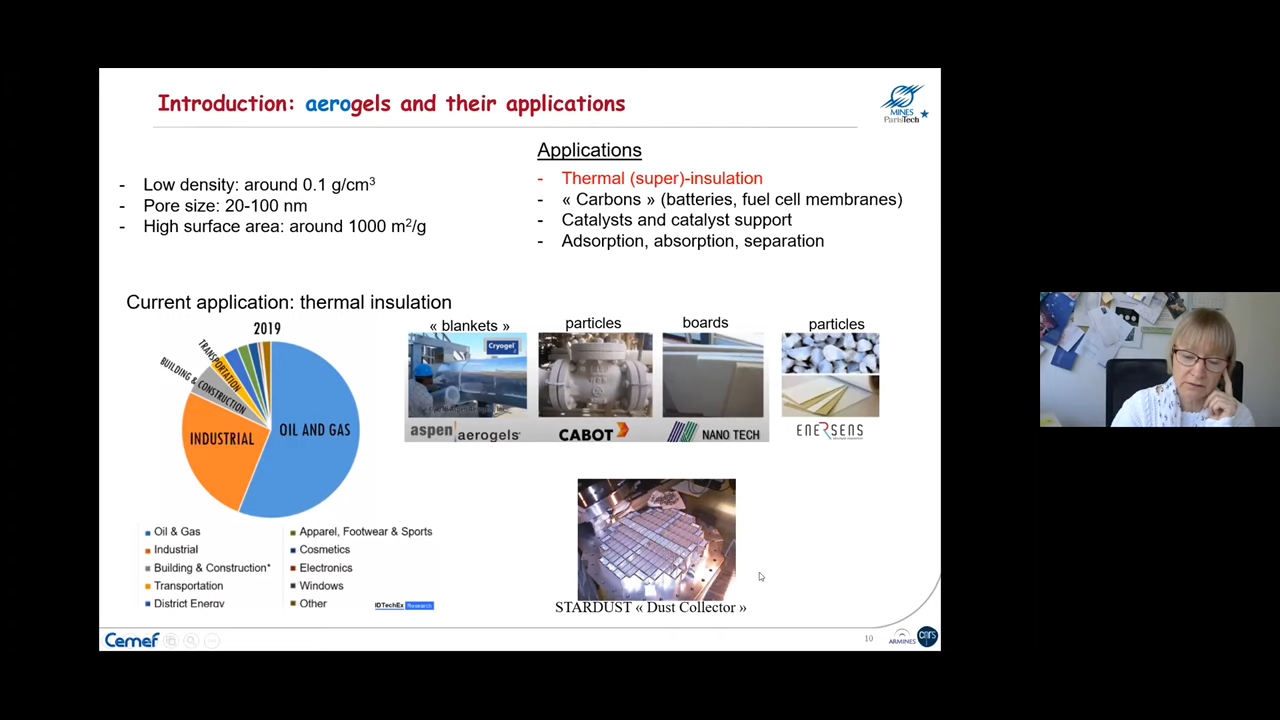 Introduction: aerogels and their applications
MINES
ParisTech
- Low density: around 0.1 g/cm³
- Pore size: 20-100 nm
- High surface area: around 1000 m²/g
Applications
- Thermal (super)-insulation
- « Carbons » (batteries, fuel cell membranes)
- Catalysts and catalyst support
- Adsorption, absorption, separation
Current application: thermal insulation
2019
TRANSPORTATION
BUILDING & CONSTRUCTION
INDUSTRIAL
OIL AND GAS
Oil & Gas
Industrial
Building & Construction*
Transportation
District Energy
Apparel, Footwear & Sports
Cosmetics
Electronics
Windows
Other
IDTechEx Research
« blankets »
particles
boards
particles
Cryogel
aspen aerogels
CABOT
NANO TECH
ENERSENS
STARDUST « Dust Collector »
Cemef
10
ARMINES
cnrs